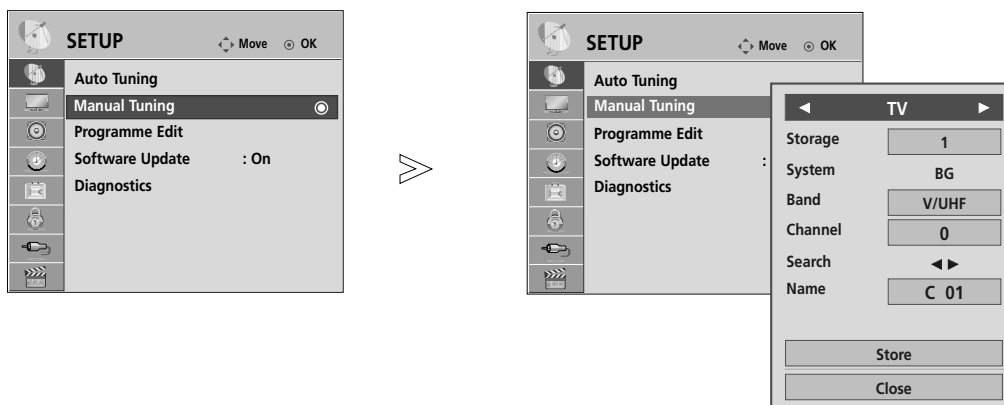 SETUP Move OK
Auto Tuning
Manual Tuning
Programme Edit
Software Update : On
Diagnostics
SETUP Move OK
Auto Tuning
Manual Tuning
Programme Edit
Software Update :
Diagnostics
TV
Storage 1
System BG
Band V/UHF
Channel 0
Search
Name C 01
Store
Close